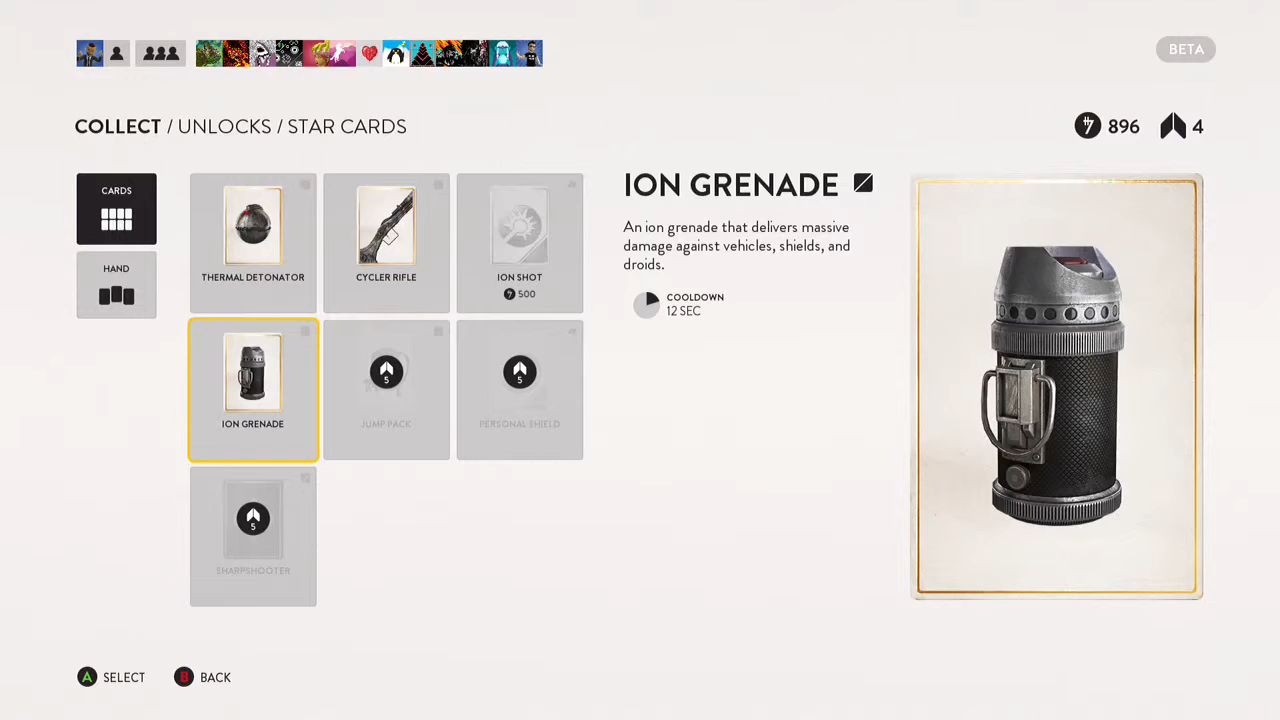 BETA
COLLECT / UNLOCKS / STAR CARDS
896
4
CARDS
HAND
THERMAL DETONATOR
CYCLER RIFLE
ION SHOT
500
ION GRENADE
5
JUMP PACK
5
PERSONAL SHIELD
5
SHARPSHOOTER
ION GRENADE
An ion grenade that delivers massive
damage against vehicles, shields, and
droids.
COOLDOWN
12 SEC
A SELECT
B BACK